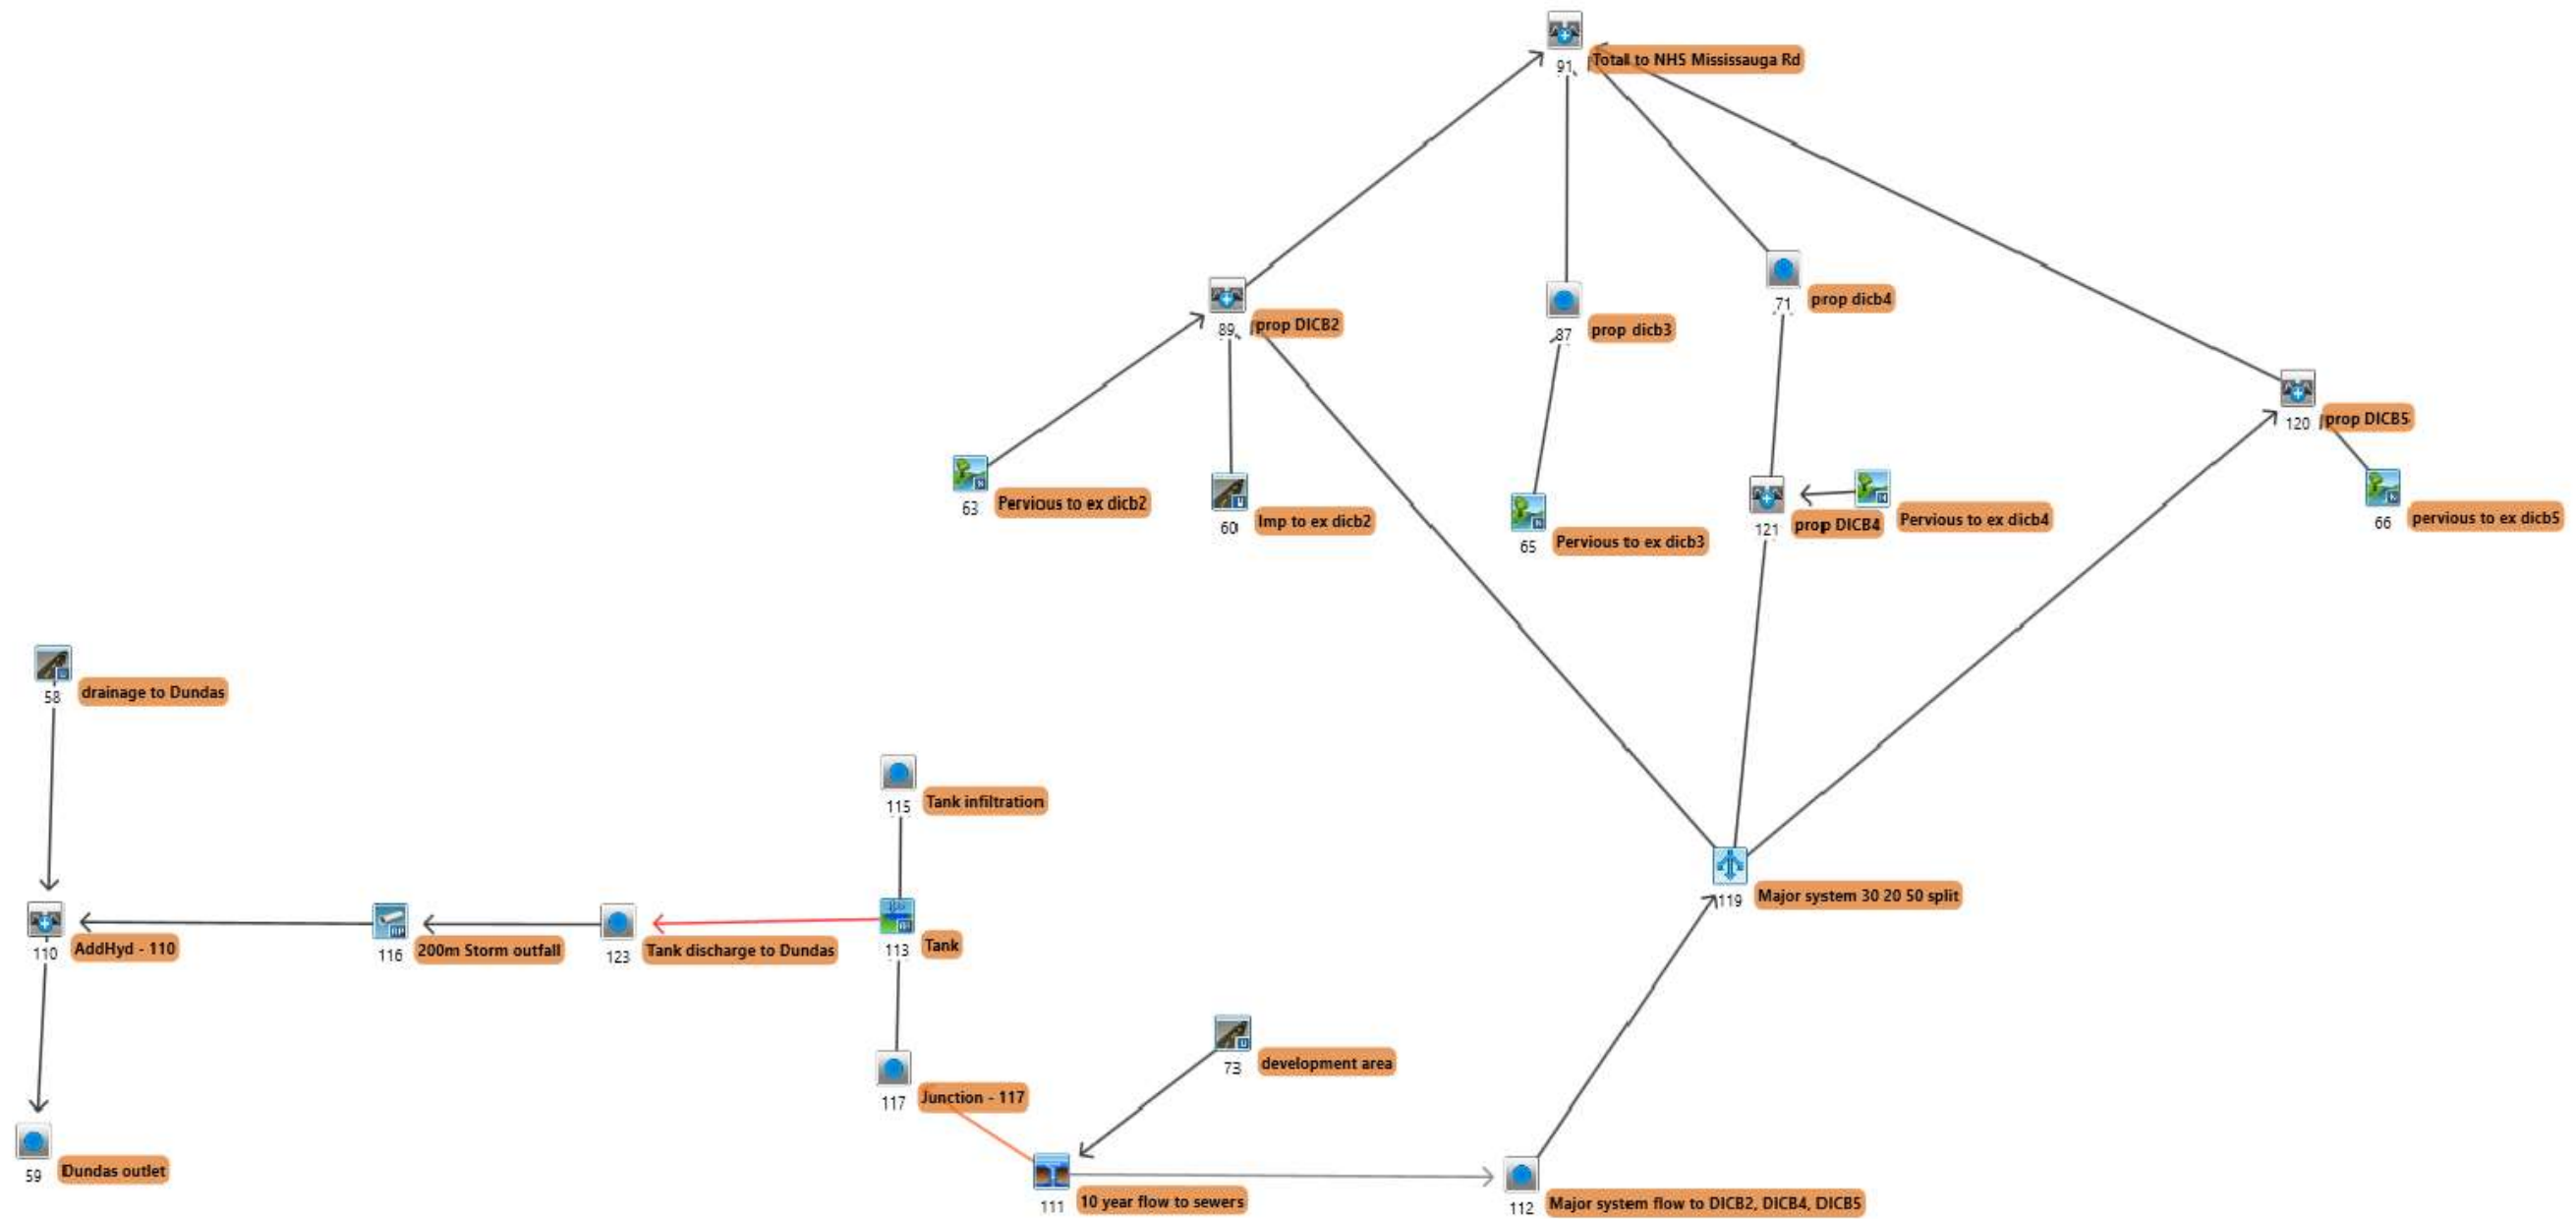 91
Total to NHS Mississauga Rd
71
prop dicb4
89
prop DICB2
87
prop dicb3
120
prop DICB5
63
Pervious to ex dicb2
60
Imp to ex dicb2
65
Pervious to ex dicb3
121
prop DICB4
Pervious to ex dicb4
66
pervious to ex dicb5
58
drainage to Dundas
115
Tank infiltration
119
Major system 30 20 50 split
110
AddHyd - 110
116
200m Storm outfall
123
Tank discharge to Dundas
113
Tank
73
development area
117
Junction - 117
59
Dundas outlet
111
10 year flow to sewers
112
Major system flow to DICB2, DICB4, DICB5